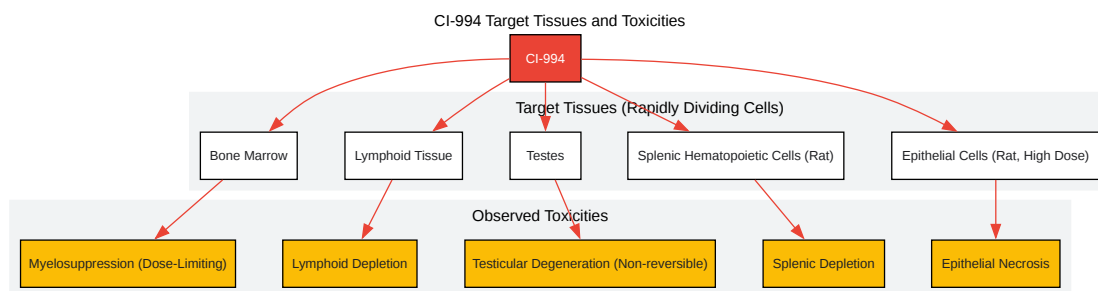 CI-994 Target Tissues and Toxicities
CI-994
Target Tissues (Rapidly Dividing Cells)
Bone Marrow
Lymphoid Tissue
Testes
Splenic Hematopoietic Cells (Rat)
Epithelial Cells (Rat, High Dose)
Observed Toxicities
Myelosuppression (Dose-Limiting)
Lymphoid Depletion
Testicular Degeneration (Non-reversible)
Splenic Depletion
Epithelial Necrosis